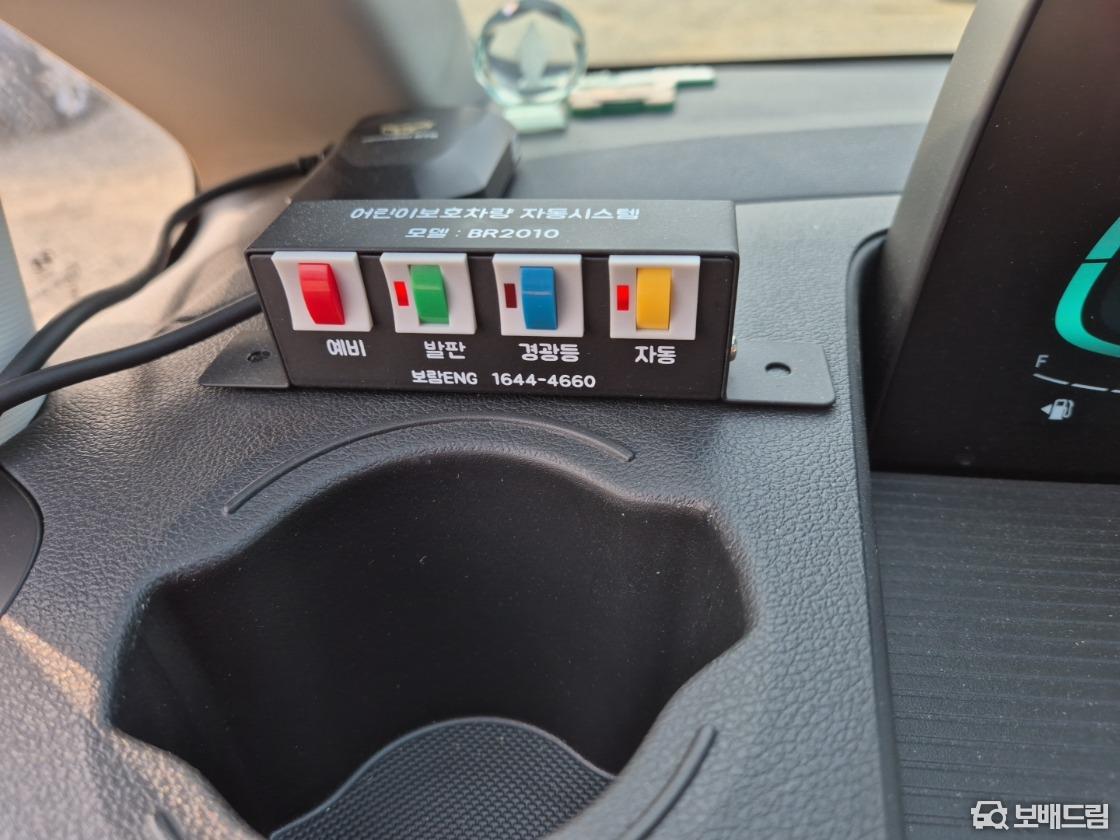 어린이보호차량 자동시스템
모델 : BR2010
예비 발판 경광등 자동
보람ENG 1644-4660
F
보배드림